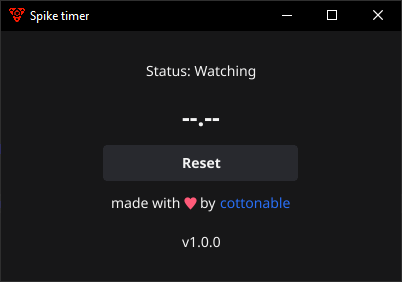 Spike timer
Status: Watching
--.--
Reset
made with ♥ by cottonable
v1.0.0